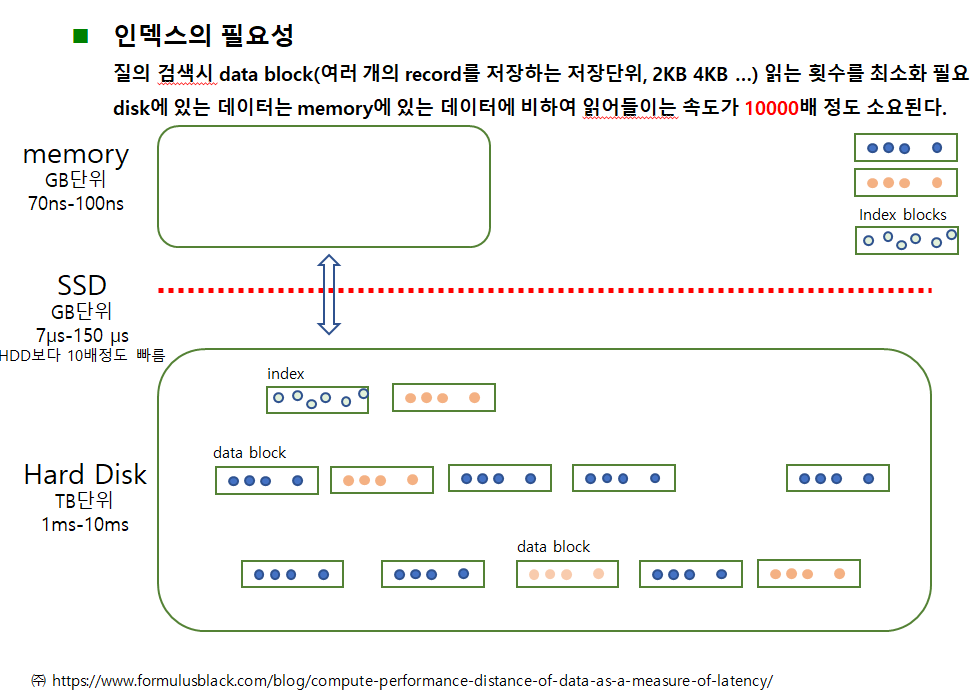 ■ 인덱스의 필요성
질의 검색시 data block(여러 개의 record를 저장하는 저장단위, 2KB 4KB …) 읽는 횟수를 최소화 필요
disk에 있는 데이터는 memory에 있는 데이터에 비하여 읽어들이는 속도가 10000배 정도 소요된다.
memory
GB단위
70ns-100ns
Index blocks
SSD
GB단위
7µs-150 µs
HDD보다 10배정도 빠름
index
data block
Hard Disk
TB단위
1ms-10ms
data block
㈜ https://www.formulusblack.com/blog/compute-performance-distance-of-data-as-a-measure-of-latency/